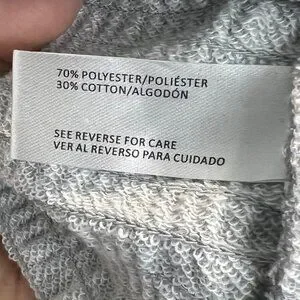 70% POLYESTER/POLIÉSTER
30% COTTON/ALGODÓN
SEE REVERSE FOR CARE
VER AL REVERSO PARA CUIDADO